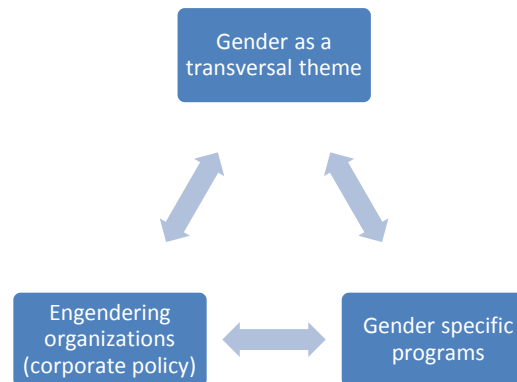 Gender as a
transversal theme
Engendering
organizations
(corporate policy)
Gender specific
programs